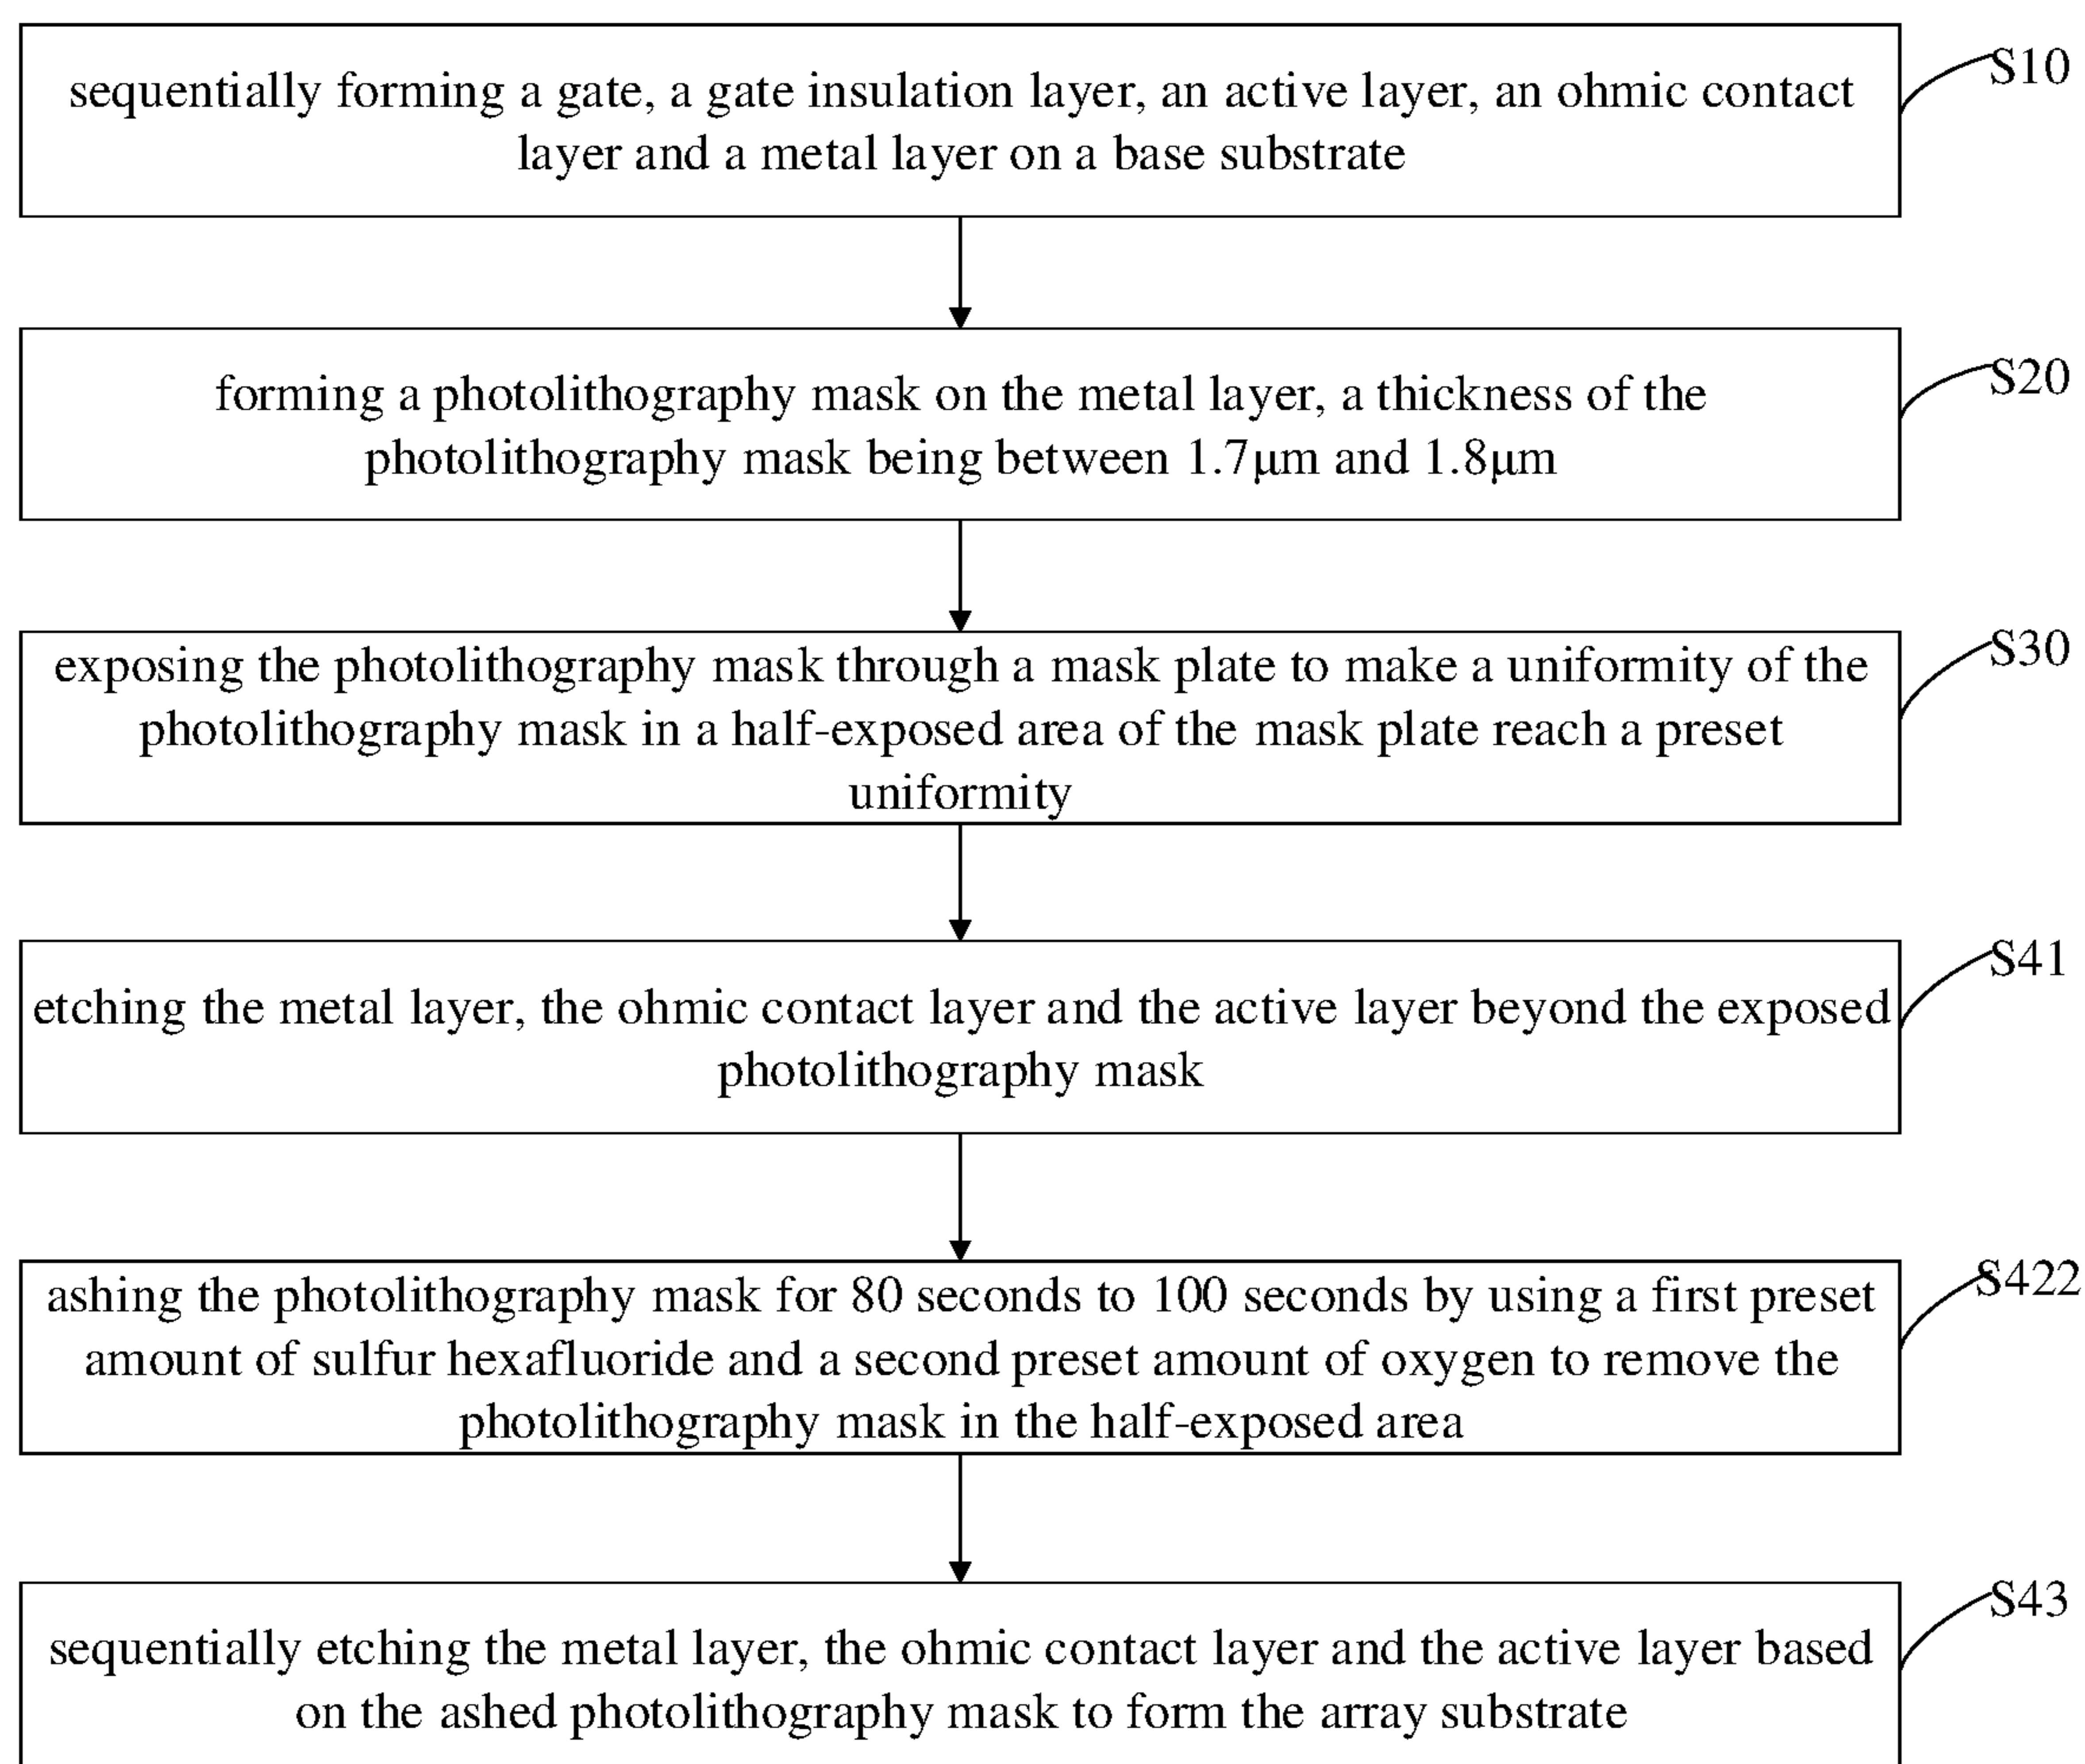 sequentially forming a gate, a gate insulation layer, an active layer, an ohmic contact
layer and a metal layer on a base substrate
S10
forming a photolithography mask on the metal layer, a thickness of the
photolithography mask being between 1.7μm and 1.8μm
S20
exposing the photolithography mask through a mask plate to make a uniformity of the
photolithography mask in a half-exposed area of the mask plate reach a preset
uniformity
S30
etching the metal layer, the ohmic contact layer and the active layer beyond the exposed
photolithography mask
S41
ashing the photolithography mask for 80 seconds to 100 seconds by using a first preset
amount of sulfur hexafluoride and a second preset amount of oxygen to remove the
photolithography mask in the half-exposed area
S422
sequentially etching the metal layer, the ohmic contact layer and the active layer based
on the ashed photolithography mask to form the array substrate
S43